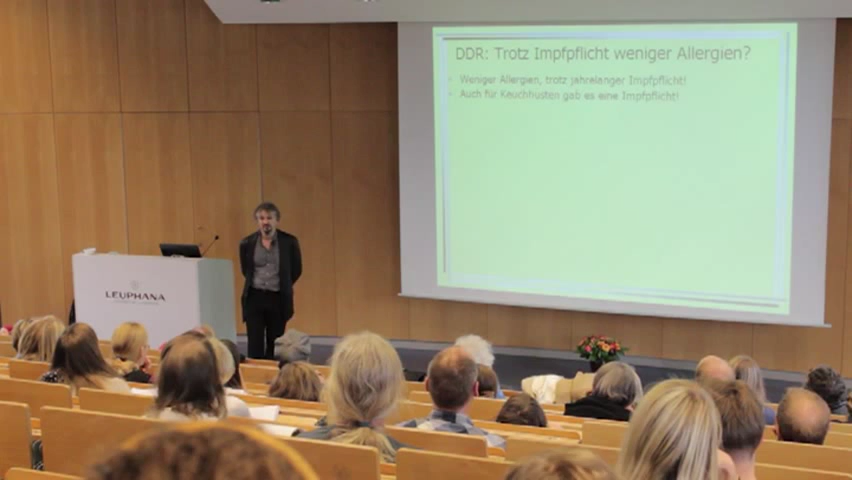 DDR: Trotz Impfpflicht weniger Allergien?
Weniger Allergien, trotz jahrelanger Impfpflicht!
Auch für Keuchhusten gab es eine Impfpflicht!
LEUPHANA